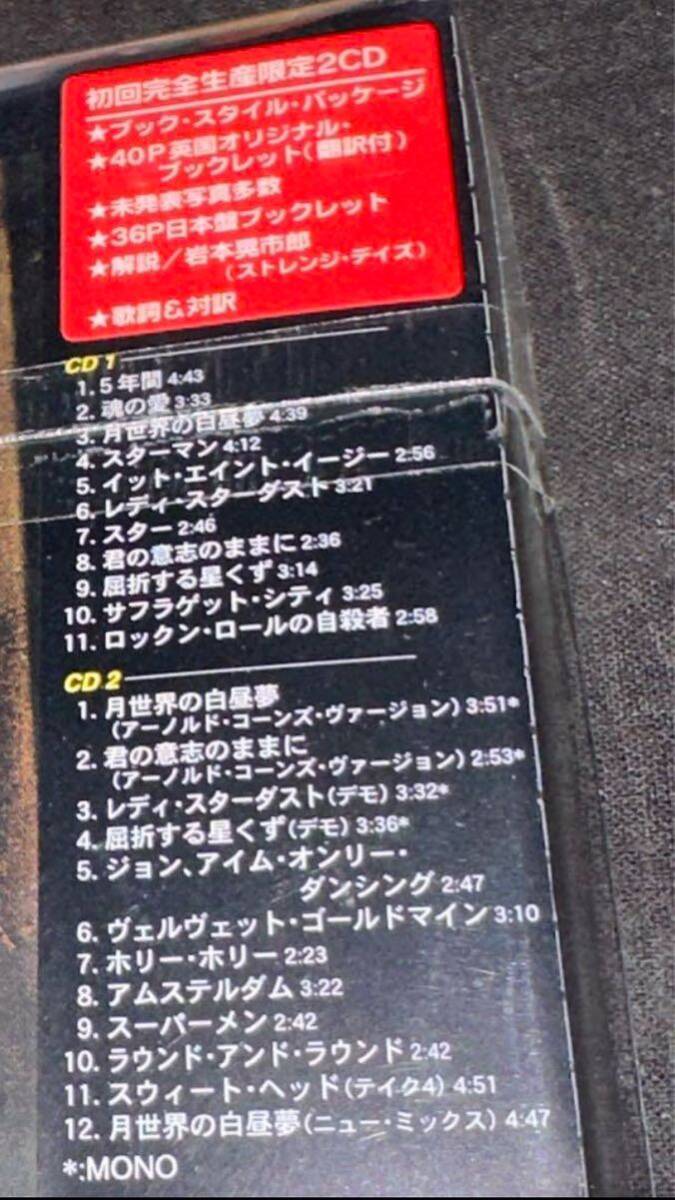 初回完全生産限定2CD
★ブック・スタイル・パッケージ
★40P英国オリジナル・
ブックレット(翻訳付)
★未発表写真多数
★36P日本盤ブックレット
★解説/岩本晃市郎
(ストレンジ・デイズ)
★歌詞&対訳
CD 1
1. 5年間 4:43
2. 魂の愛 3:33
3. 月世界の白昼夢 4:39
4. スターマン 4:12
5. イット・エイント・イージー 2:56
6. レディ・スターダスト 3:21
7. スター 2:46
8. 君の意志のままに 2:36
9. 屈折する星くず 3:14
10. サフラゲット・シティ 3:25
11. ロックン・ロールの自殺者 2:58
CD 2
1. 月世界の白昼夢
(アーノルド・コーンズ・ヴァージョン) 3:51*
2. 君の意志のままに
(アーノルド・コーンズ・ヴァージョン) 2:53*
3. レディ・スターダスト(デモ) 3:32*
4. 屈折する星くず(デモ) 3:36*
5. ジョン、アイム・オンリー・
ダンシング 2:47
6. ヴェルヴェット・ゴールドマイン 3:10
7. ホリー・ホリー 2:23
8. アムステルダム 3:22
9. スーパーメン 2:42
10. ラウンド・アンド・ラウンド 2:42
11. スウィート・ヘッド(テイク4) 4:51
12. 月世界の白昼夢(ニュー・ミックス) 4:47
*:MONO